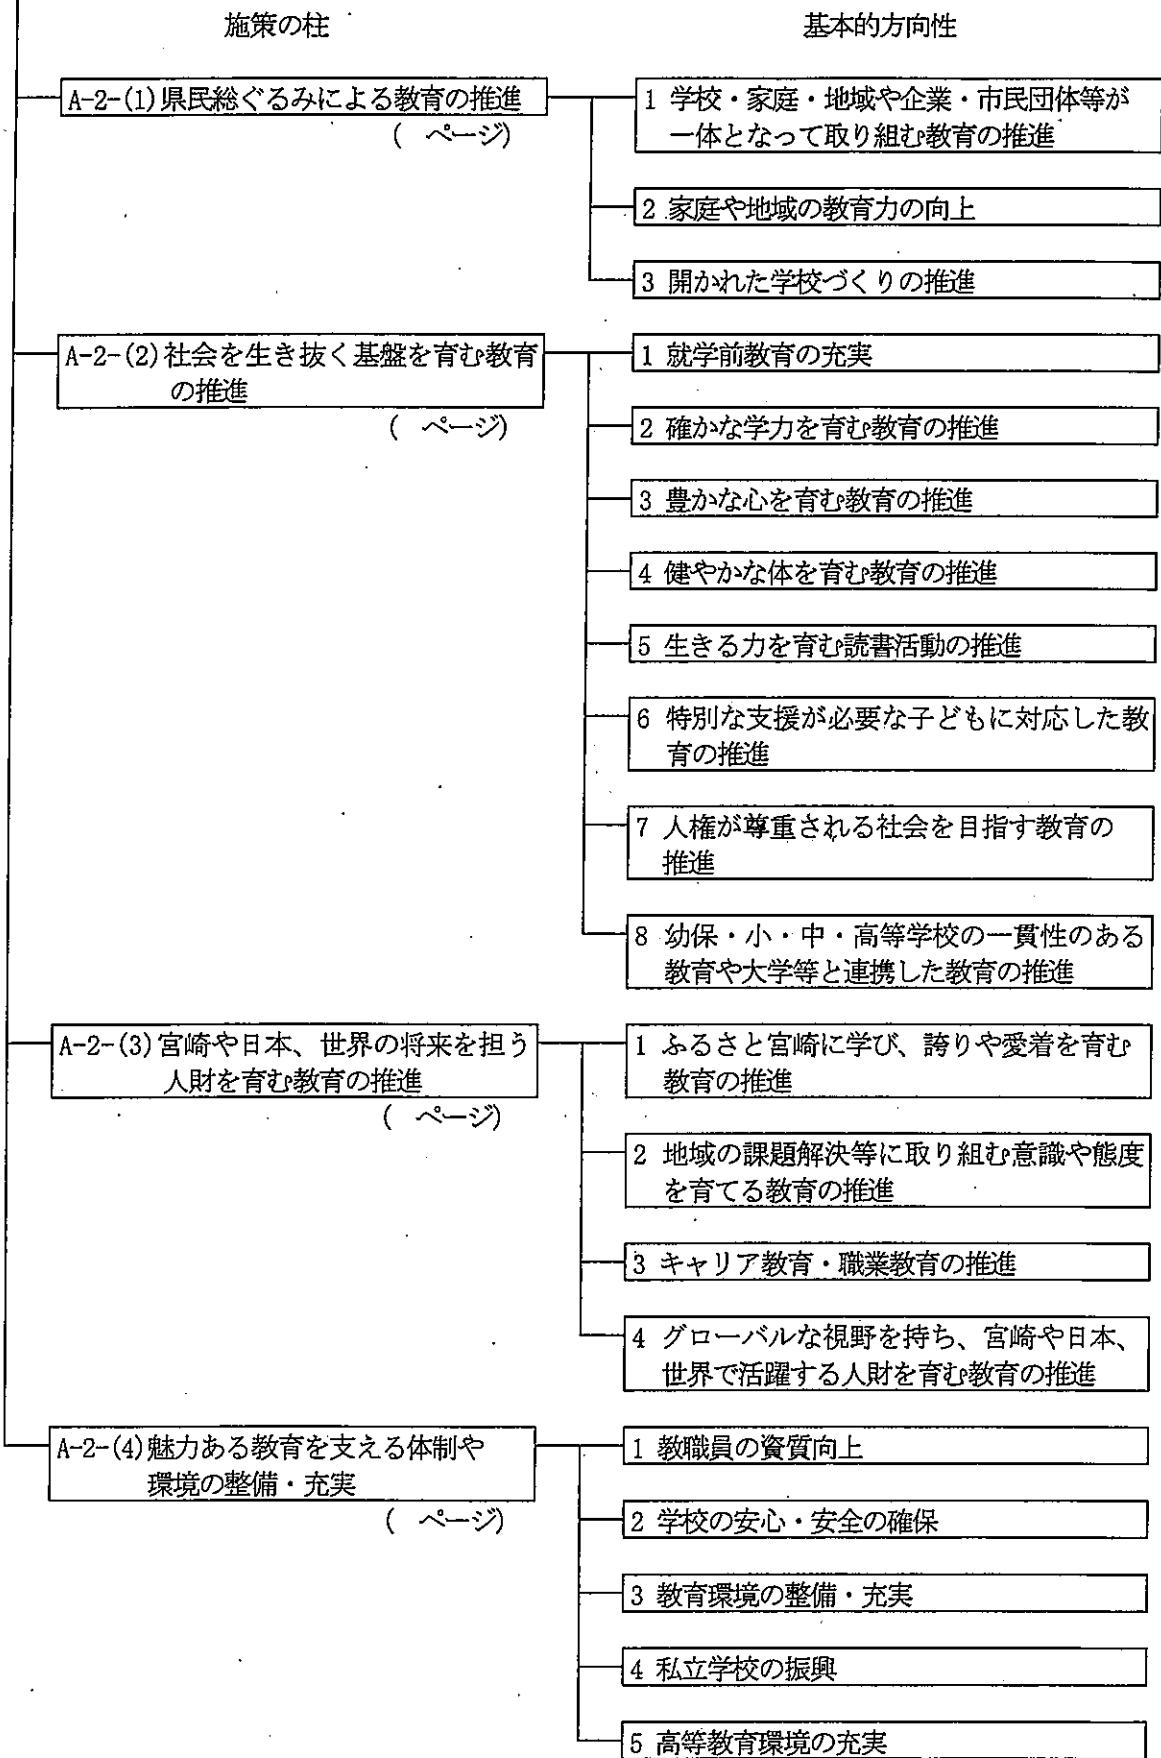 施策の柱
基本的方向性
A-2-(1)県民総ぐるみによる教育の推進
( ページ)
1 学校・家庭・地域や企業・市民団体等が
一体となって取り組む教育の推進
2 家庭や地域の教育力の向上
3 開かれた学校づくりの推進
A-2-(2)社会を生き抜く基盤を育む教育
の推進
( ページ)
1 就学前教育の充実
2 確かな学力を育む教育の推進
3 豊かな心を育む教育の推進
4 健やかな体を育む教育の推進
5 生きる力を育む読書活動の推進
6 特別な支援が必要な子どもに対応した教
育の推進
7 人権が尊重される社会を目指す教育の
推進
8 幼保・小・中・高等学校の一貫性のある
教育や大学等と連携した教育の推進
A-2-(3)宮崎や日本、世界の将来を担う
人財を育む教育の推進
( ページ)
1 ふるさと宮崎に学び、誇りや愛着を育む
教育の推進
2 地域の課題解決等に取り組む意識や態度
を育てる教育の推進
3 キャリア教育・職業教育の推進
4 グローバルな視野を持ち、宮崎や日本、
世界で活躍する人財を育む教育の推進
A-2-(4)魅力ある教育を支える体制や
環境の整備・充実
( ページ)
1 教職員の資質向上
2 学校の安心・安全の確保
3 教育環境の整備・充実
4 私立学校の振興
5 高等教育環境の充実